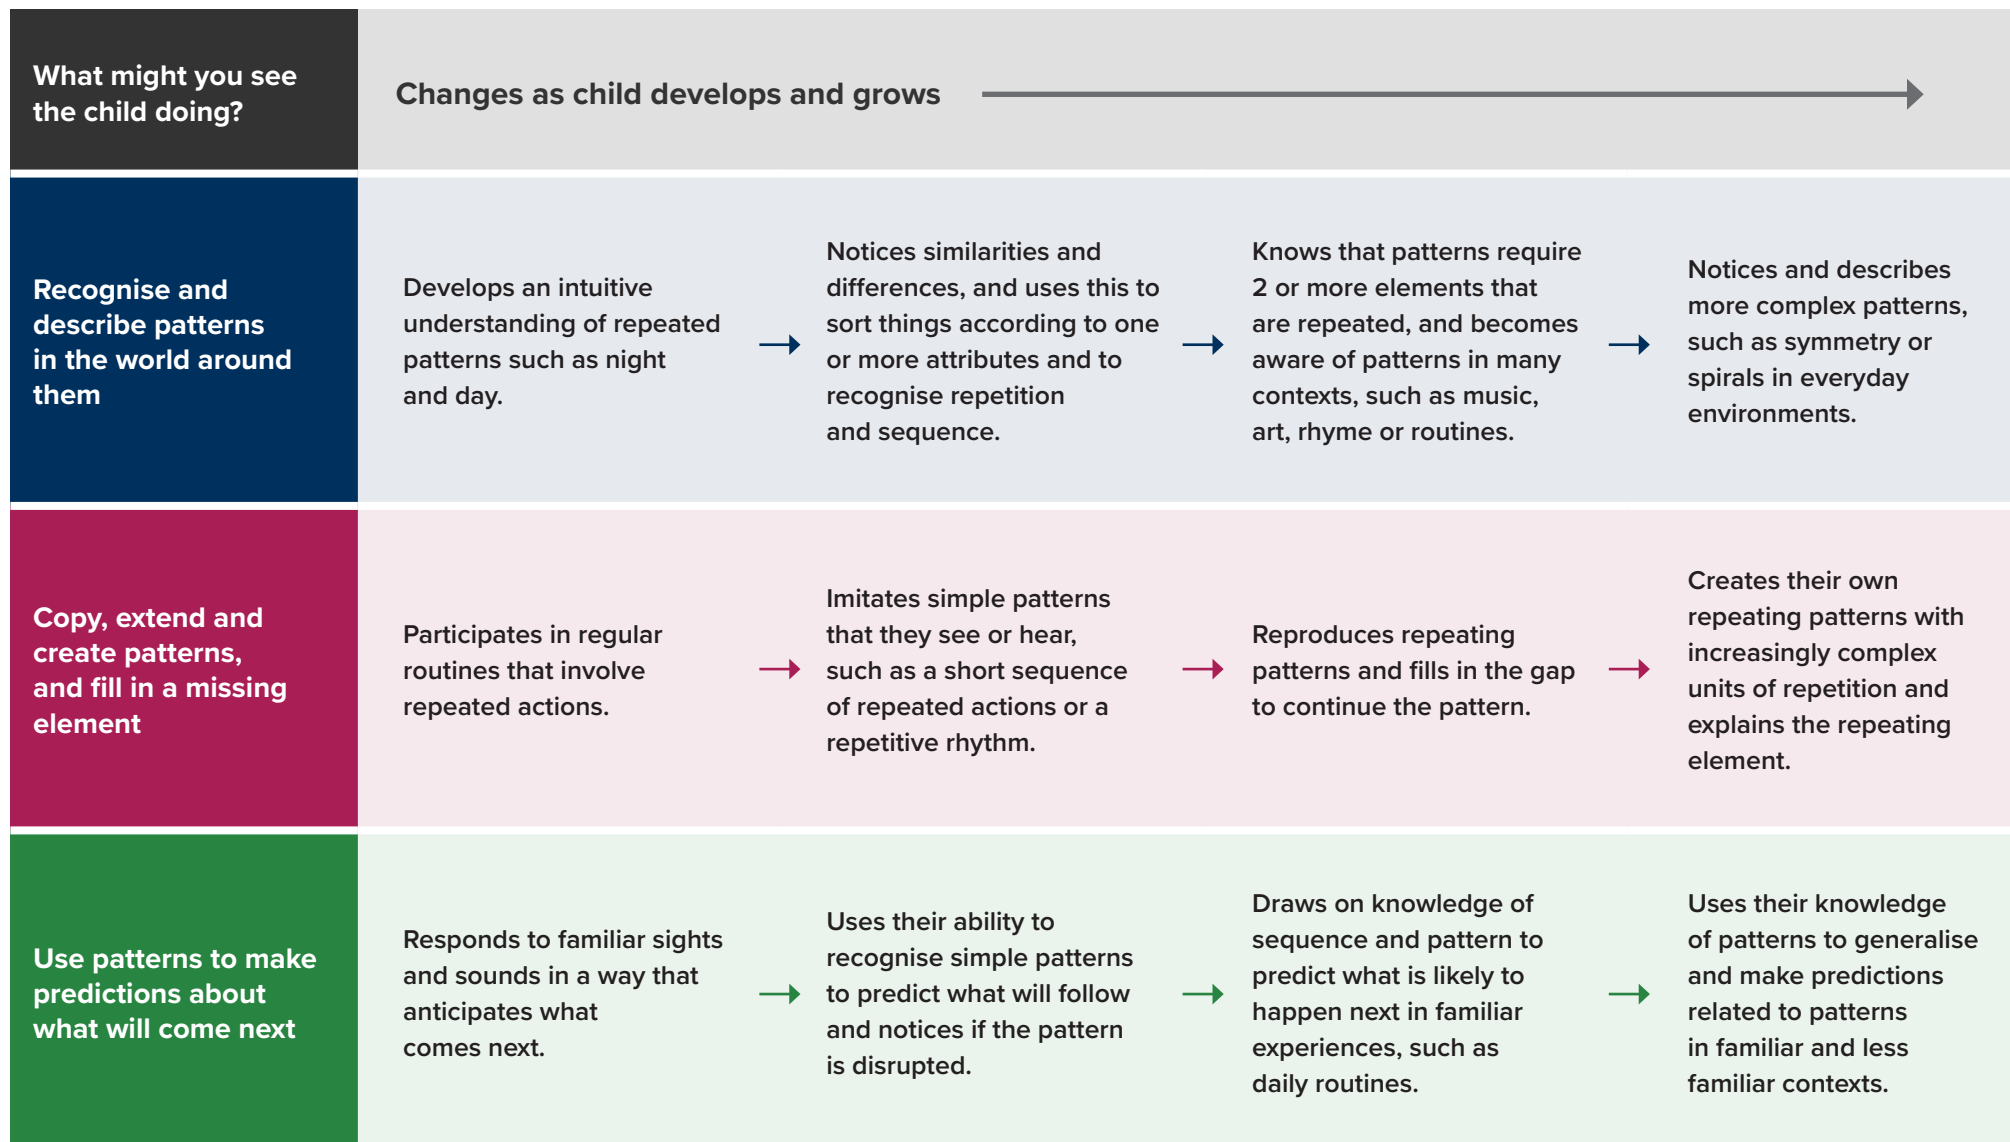 What might you see
the child doing?
Changes as child develops and grows
Recognise and
describe patterns
in the world around
them
Develops an intuitive
understanding of repeated
patterns such as night
and day.
Notices similarities and
differences, and uses this to
sort things according to one
or more attributes and to
recognise repetition
and sequence.
Knows that patterns require
2 or more elements that
are repeated, and becomes
aware of patterns in many
contexts, such as music,
art, rhyme or routines.
Notices and describes
more complex patterns,
such as symmetry or
spirals in everyday
environments.
Copy, extend and
create patterns,
and fill in a missing
element
Participates in regular
routines that involve
repeated actions.
Imitates simple patterns
that they see or hear,
such as a short sequence
of repeated actions or a
repetitive rhythm.
Reproduces repeating
patterns and fills in the gap
to continue the pattern.
Creates their own
repeating patterns with
increasingly complex
units of repetition and
explains the repeating
element.
Use patterns to make
predictions about
what will come next
Responds to familiar sights
and sounds in a way that
anticipates what
comes next.
Uses their ability to
recognise simple patterns
to predict what will follow
and notices if the pattern
is disrupted.
Draws on knowledge of
sequence and pattern to
predict what is likely to
happen next in familiar
experiences, such as
daily routines.
Uses their knowledge
of patterns to generalise
and make predictions
related to patterns
in familiar and less
familiar contexts.